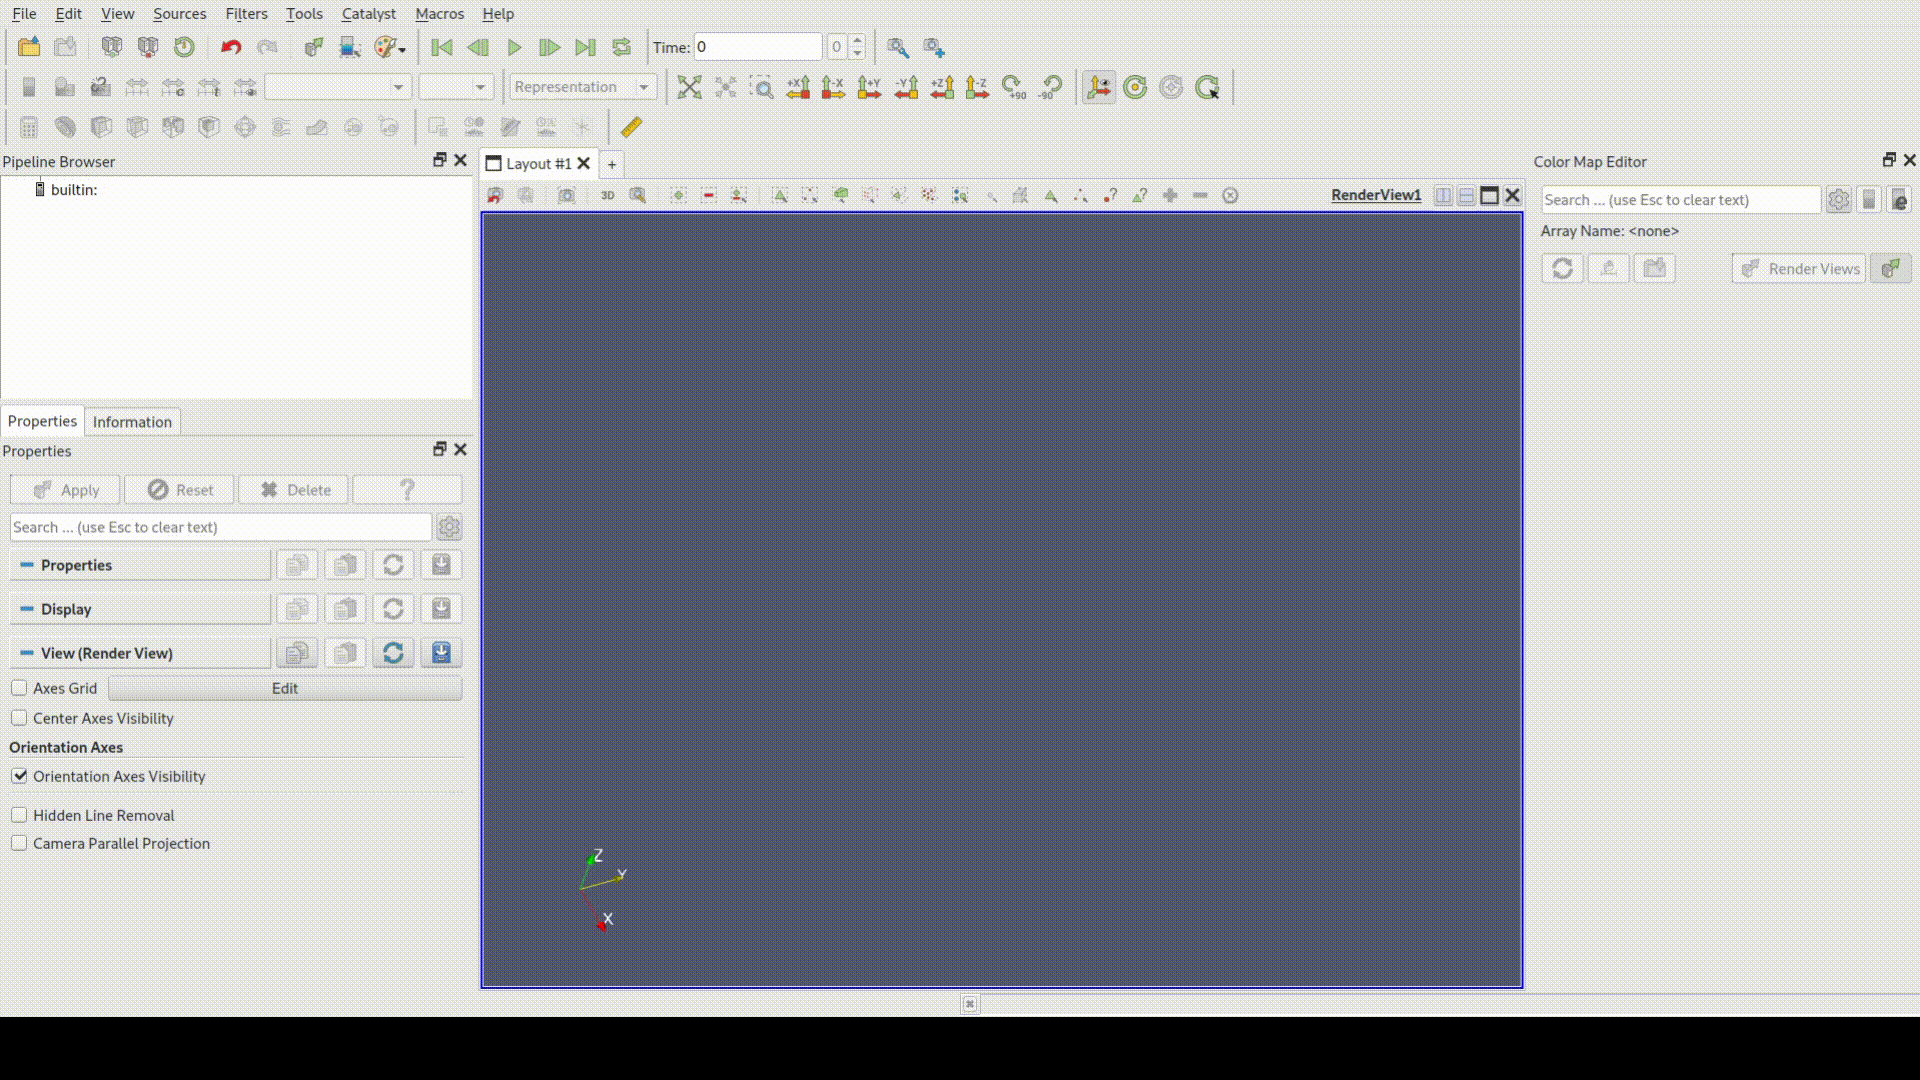 File Edit View Sources Filters Tools Catalyst Macros Help
Time: 0 0
Representation +X -X +Y -Y +Z -Z +90 -90
Pipeline Browser
builtin:
Properties Information
Properties
Apply Reset Delete ?
Search ... (use Esc to clear text)
Properties
Display
View (Render View)
Axes Grid Edit
Center Axes Visibility
Orientation Axes
Orientation Axes Visibility
Hidden Line Removal
Camera Parallel Projection
Layout #1 +
3D RenderView1
Z
Y
X
Color Map Editor
Search ... (use Esc to clear text)
Array Name: <none>
Render Views